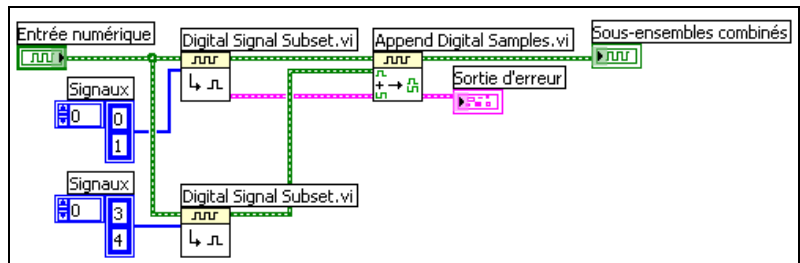 Entrée numérique
Digital Signal Subset.vi
Append Digital Samples.vi
Sous-ensembles combinés
Sortie d'erreur
Signaux
0
0
1
Signaux
0
3
4
Digital Signal Subset.vi